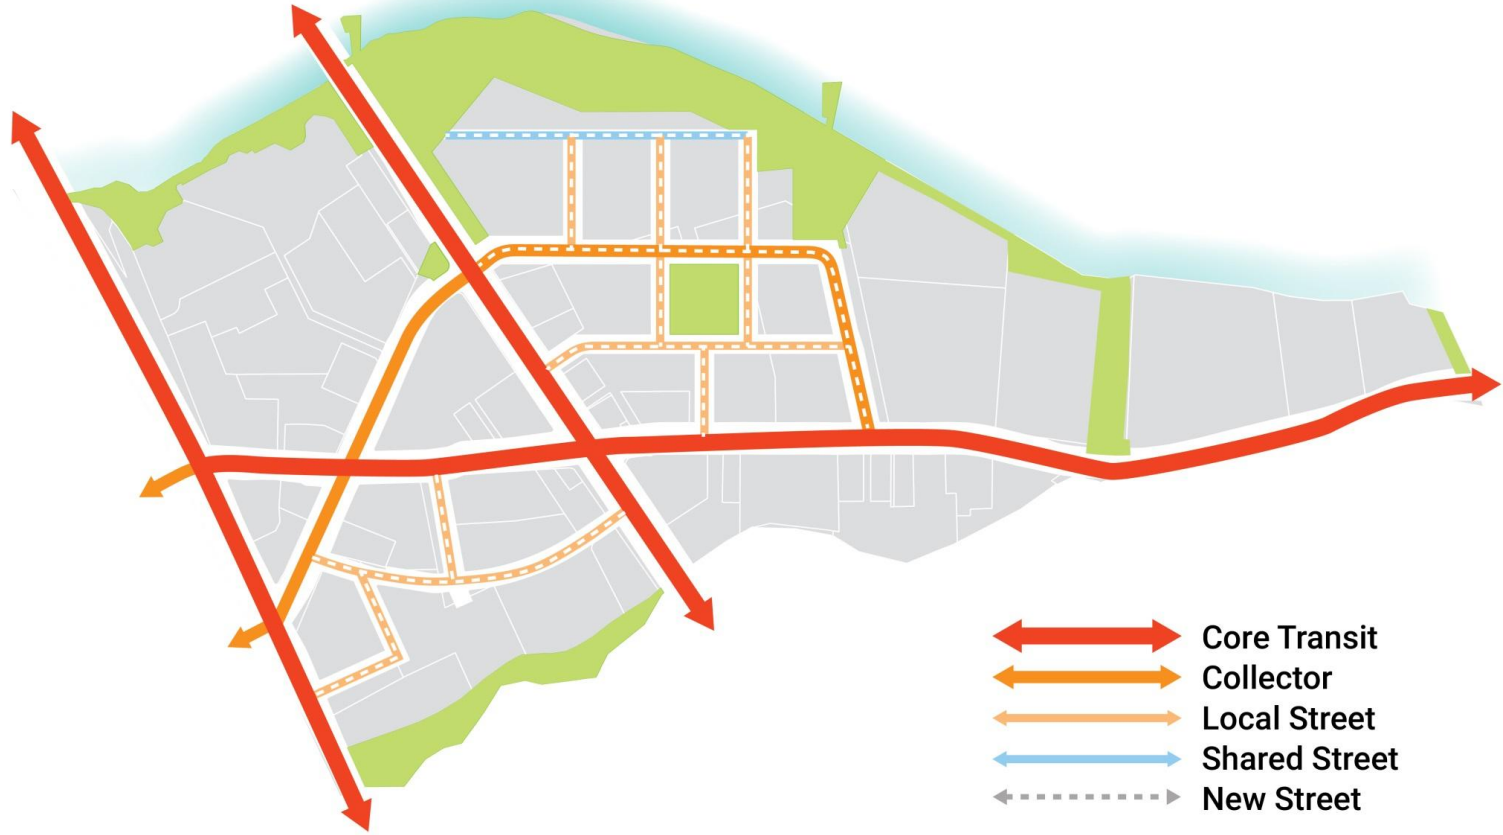 Core Transit
Collector
Local Street
Shared Street
New Street